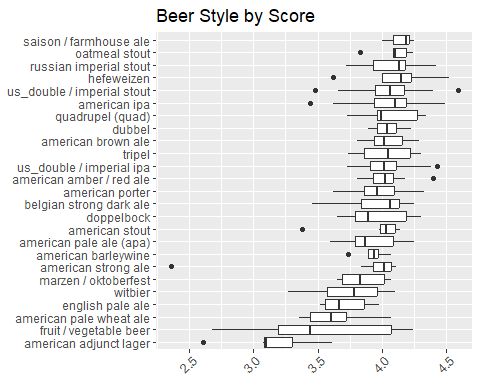 Beer Style by Score
saison / farmhouse ale
oatmeal stout
russian imperial stout
hefeweizen
us_double / imperial stout
american ipa
quadrupel (quad)
dubbel
american brown ale
tripel
us_double / imperial ipa
american amber / red ale
american porter
belgian strong dark ale
doppelbock
american stout
american pale ale (apa)
american barleywine
american strong ale
marzen / oktoberfest
witbier
english pale ale
american pale wheat ale
fruit / vegetable beer
american adjunct lager
2.5 3.0 3.5 4.0 4.5